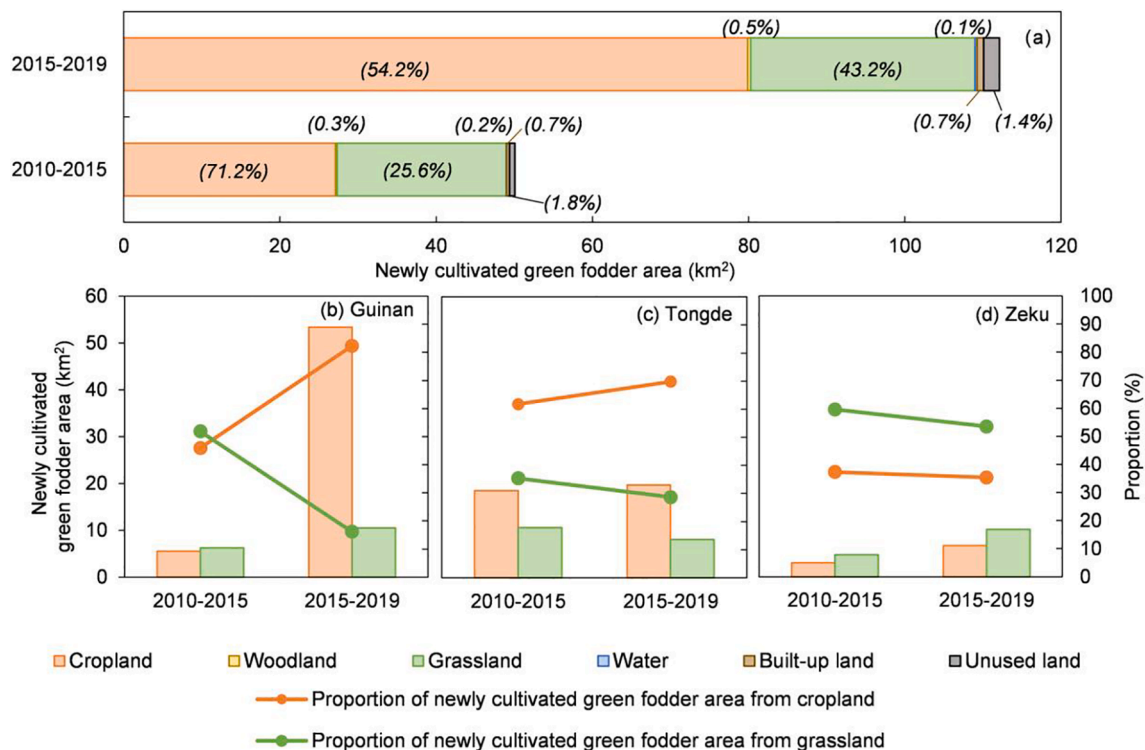 (0.5%) (0.1%) (a)
2015-2019 (54.2%) (43.2%)
(0.3%) (0.2%) (0.7%) (0.7%) (1.4%)
2010-2015 (71.2%) (25.6%)
(1.8%)
0 20 40 60 80 100 120
Newly cultivated green fodder area (km²)
60 (b) Guinan (c) Tongde (d) Zeku 100
90
50
80
70
40
60
30
50
40
20
30
20
10
10
0 0
Newly cultivated
green fodder area (km²)
Proportion (%)
2010-2015 2015-2019 2010-2015 2015-2019 2010-2015 2015-2019
Cropland Woodland Grassland Water Built-up land Unused land
Proportion of newly cultivated green fodder area from cropland
Proportion of newly cultivated green fodder area from grassland